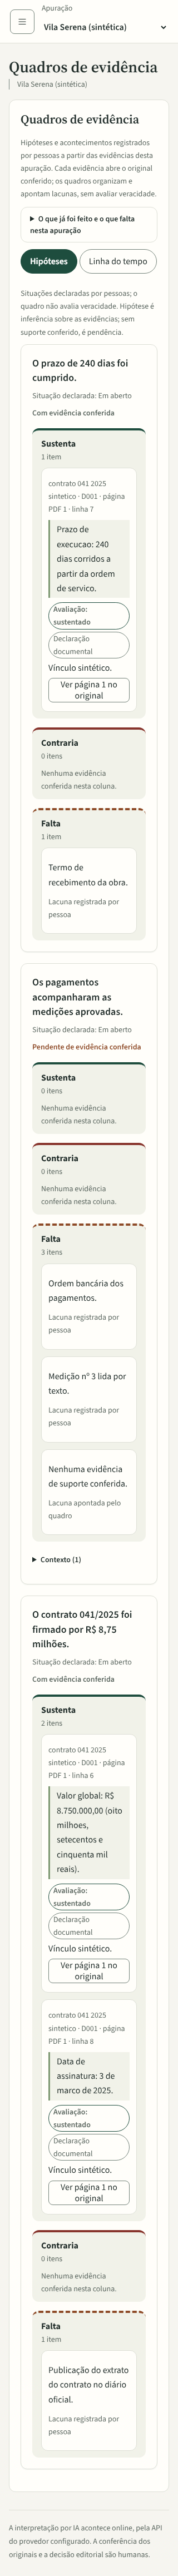 Apuração
Vila Serena (sintética)
Quadros de evidência
Vila Serena (sintética)
Quadros de evidência
Hipóteses e acontecimentos registrados
por pessoas a partir das evidências desta
apuração. Cada evidência abre o original
conferido; os quadros organizam e
apontam lacunas, sem avaliar veracidade.
O que já foi feito e o que falta
nesta apuração
Hipóteses
Linha do tempo
Situações declaradas por pessoas; o
quadro não avalia veracidade. Hipótese é
inferência sobre as evidências; sem
suporte conferido, é pendência.
O prazo de 240 dias foi
cumprido.
Situação declarada: Em aberto
Com evidência conferida
Sustenta
1 item
contrato 041 2025
sintetico · D001 · página
PDF 1 · linha 7
Prazo de
execucao: 240
dias corridos a
partir da ordem
de servico.
Avaliação:
sustentado
Declaração
documental
Vínculo sintético.
Ver página 1 no
original
Contraria
0 itens
Nenhuma evidência
conferida nesta coluna.
Falta
1 item
Termo de
recebimento da obra.
Lacuna registrada por
pessoa
Os pagamentos
acompanharam as
medições aprovadas.
Situação declarada: Em aberto
Pendente de evidência conferida
Sustenta
0 itens
Nenhuma evidência
conferida nesta coluna.
Contraria
0 itens
Nenhuma evidência
conferida nesta coluna.
Falta
3 itens
Ordem bancária dos
pagamentos.
Lacuna registrada por
pessoa
Medição nº 3 lida por
texto.
Lacuna registrada por
pessoa
Nenhuma evidência
de suporte conferida.
Lacuna apontada pelo
quadro
Contexto (1)
O contrato 041/2025 foi
firmado por R$ 8,75
milhões.
Situação declarada: Em aberto
Com evidência conferida
Sustenta
2 itens
contrato 041 2025
sintetico · D001 · página
PDF 1 · linha 6
Valor global: R$
8.750.000,00 (oito
milhoes,
setecentos e
cinquenta mil
reais).
Avaliação:
sustentado
Declaração
documental
Vínculo sintético.
Ver página 1 no
original
contrato 041 2025
sintetico · D001 · página
PDF 1 · linha 8
Data de
assinatura: 3 de
marco de 2025.
Avaliação:
sustentado
Declaração
documental
Vínculo sintético.
Ver página 1 no
original
Contraria
0 itens
Nenhuma evidência
conferida nesta coluna.
Falta
1 item
Publicação do extrato
do contrato no diário
oficial.
Lacuna registrada por
pessoa
A interpretação por IA acontece online, pela API
do provedor configurado. A conferência dos
originais e a decisão editorial são humanas.